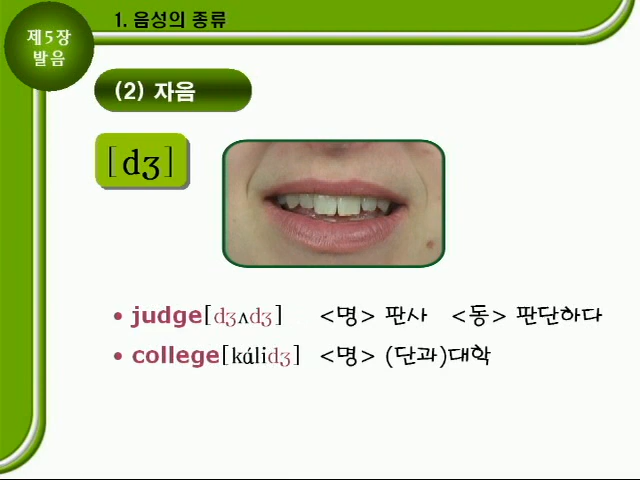 제5장
발음
1. 음성의 종류
(2) 자음
[dʒ]
• judge[dʒʌdʒ] <명> 판사 <동> 판단하다
• college[kálidʒ] <명> (단과)대학